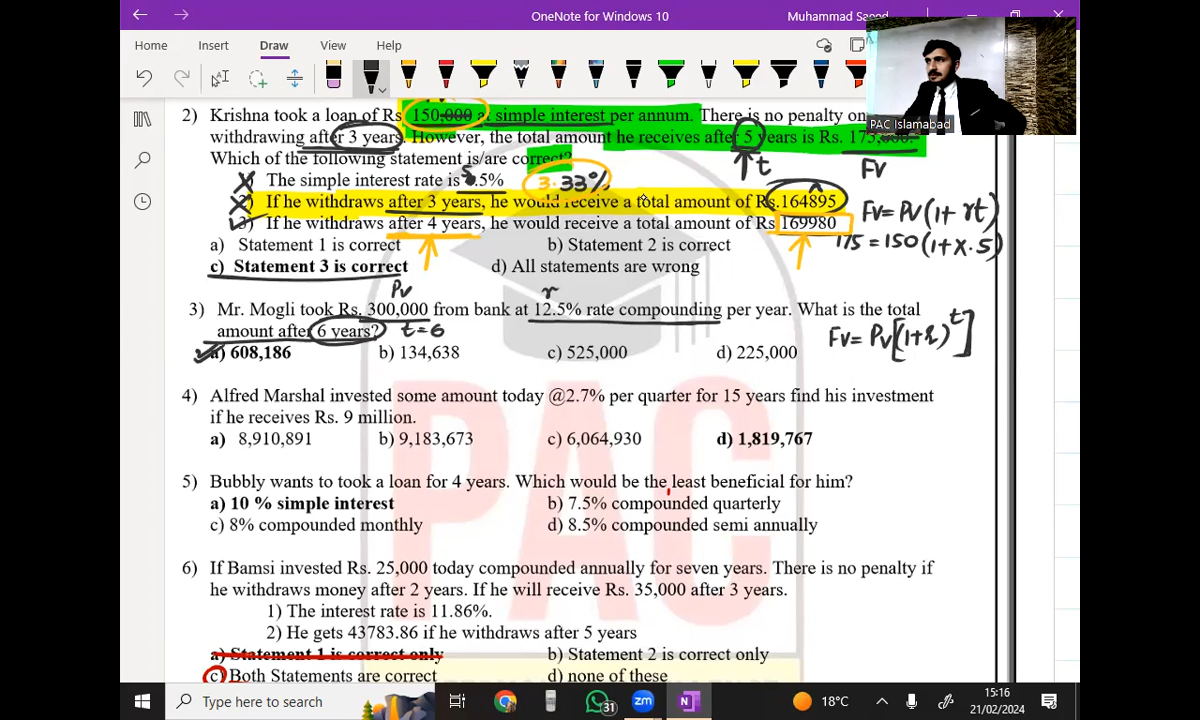 OneNote for Windows 10
Muhammad Saeed
Home Insert Draw View Help
PAC Islamabad
2) Krishna took a loan of Rs 150,000 at simple interest per annum. There is no penalty on
withdrawing after 3 years. However, the total amount he receives after 5 years is Rs. 175,000.
Which of the following statement is/are correct?
t
FV
The simple interest rate is .5%
3.33%
If he withdraws after 3 years, he would receive a total amount of Rs.164895
FV=PV(1+rt)
3) If he withdraws after 4 years, he would receive a total amount of Rs 169980
175=150(1+x.5)
a) Statement 1 is correct b) Statement 2 is correct
c) Statement 3 is correct d) All statements are wrong
PV r
3) Mr. Mogli took Rs. 300,000 from bank at 12.5% rate compounding per year. What is the total
amount after 6 years? t=6
FV=PV[1+r)t]
a) 608,186 b) 134,638 c) 525,000 d) 225,000
4) Alfred Marshal invested some amount today @2.7% per quarter for 15 years find his investment
if he receives Rs. 9 million.
a) 8,910,891 b) 9,183,673 c) 6,064,930 d) 1,819,767
5) Bubbly wants to took a loan for 4 years. Which would be the least beneficial for him?
a) 10 % simple interest b) 7.5% compounded quarterly
c) 8% compounded monthly d) 8.5% compounded semi annually
6) If Bamsi invested Rs. 25,000 today compounded annually for seven years. There is no penalty if
he withdraws money after 2 years. If he will receive Rs. 35,000 after 3 years.
1) The interest rate is 11.86%.
2) He gets 43783.86 if he withdraws after 5 years
a) Statement 1 is correct only b) Statement 2 is correct only
c) Both Statements are correct d) none of these
PAC
Type here to search
31
zm
N
18°C
15:16
21/02/2024